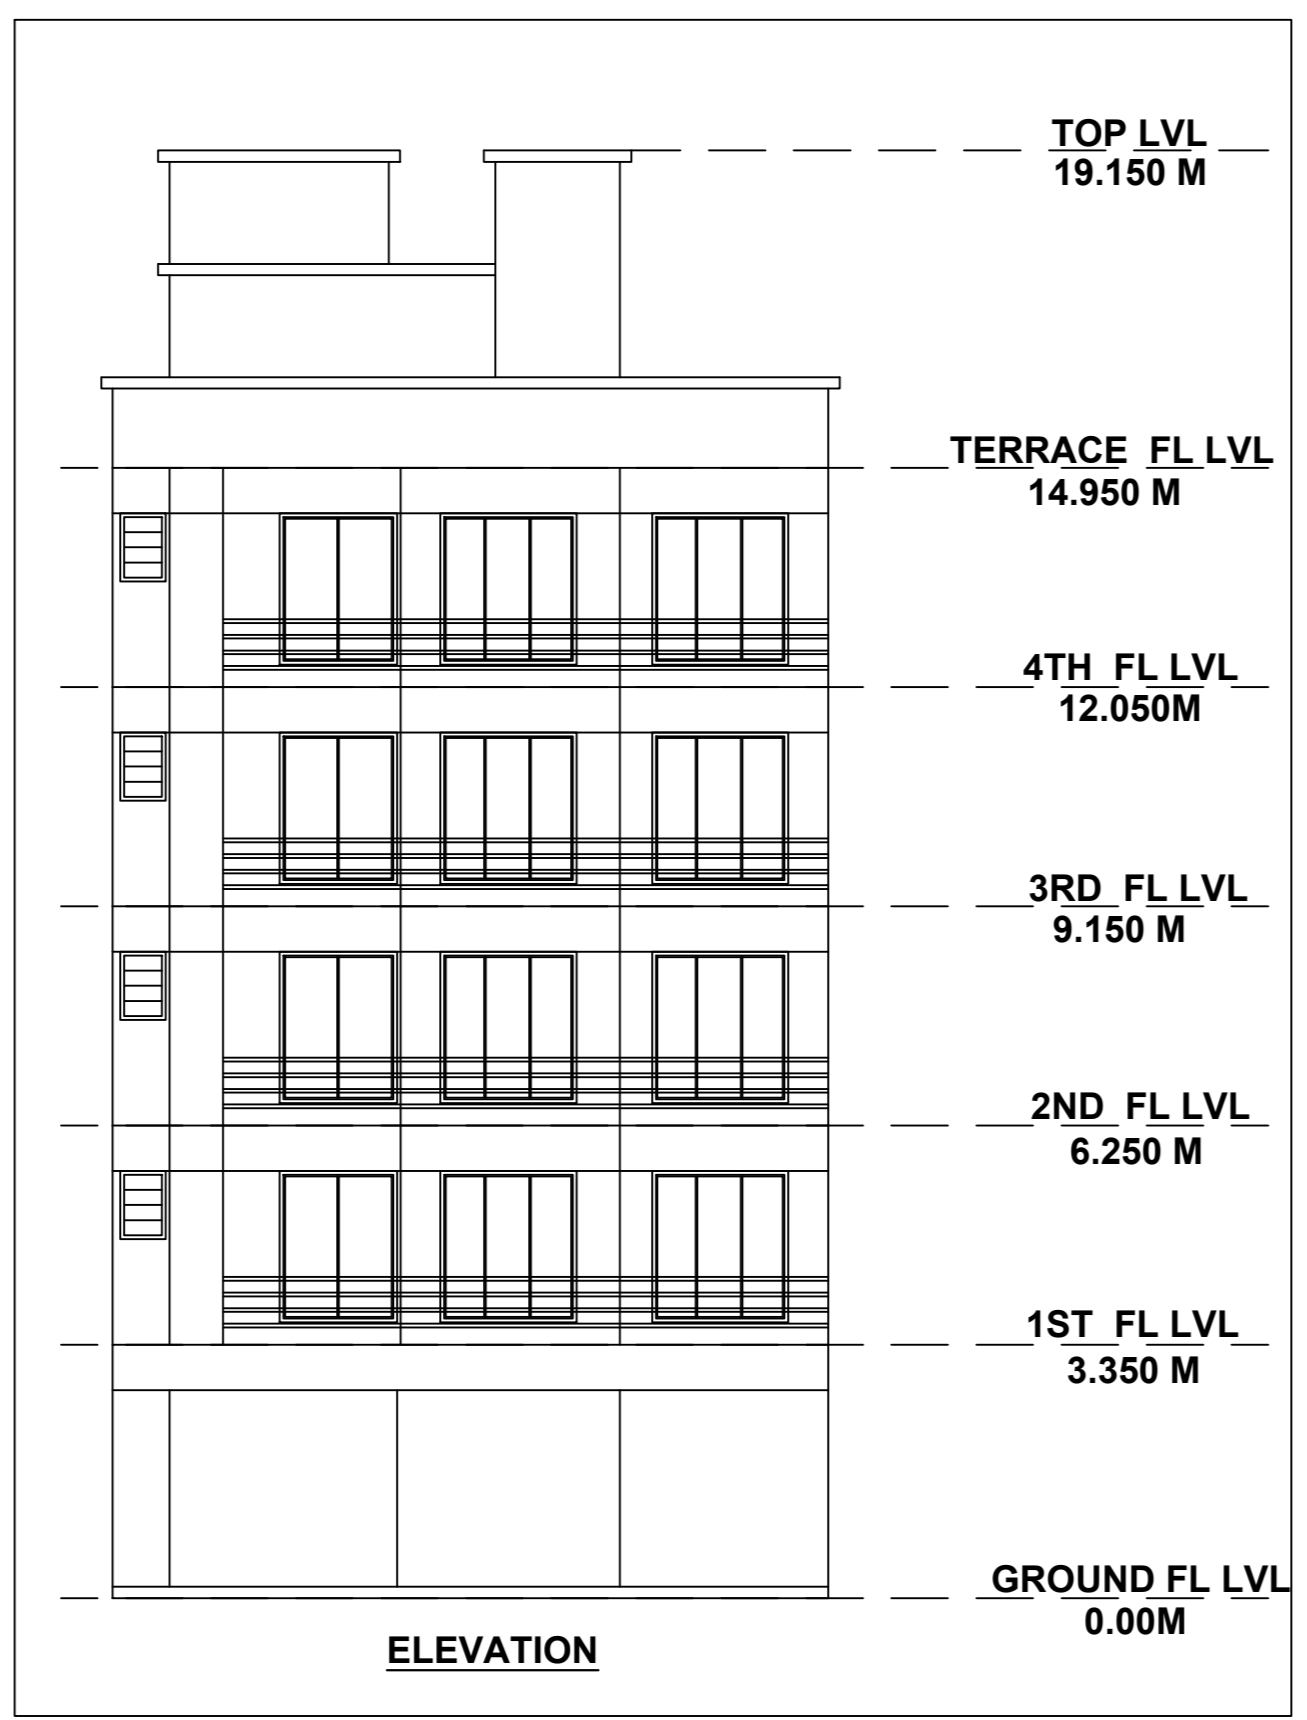 TOP LVL
19.150 M
TERRACE FL LVL
14.950 M
4TH FL LVL
12.050M
3RD FL LVL
9.150 M
2ND FL LVL
6.250 M
1ST FL LVL
3.350 M
GROUND FL LVL
0.00M
ELEVATION